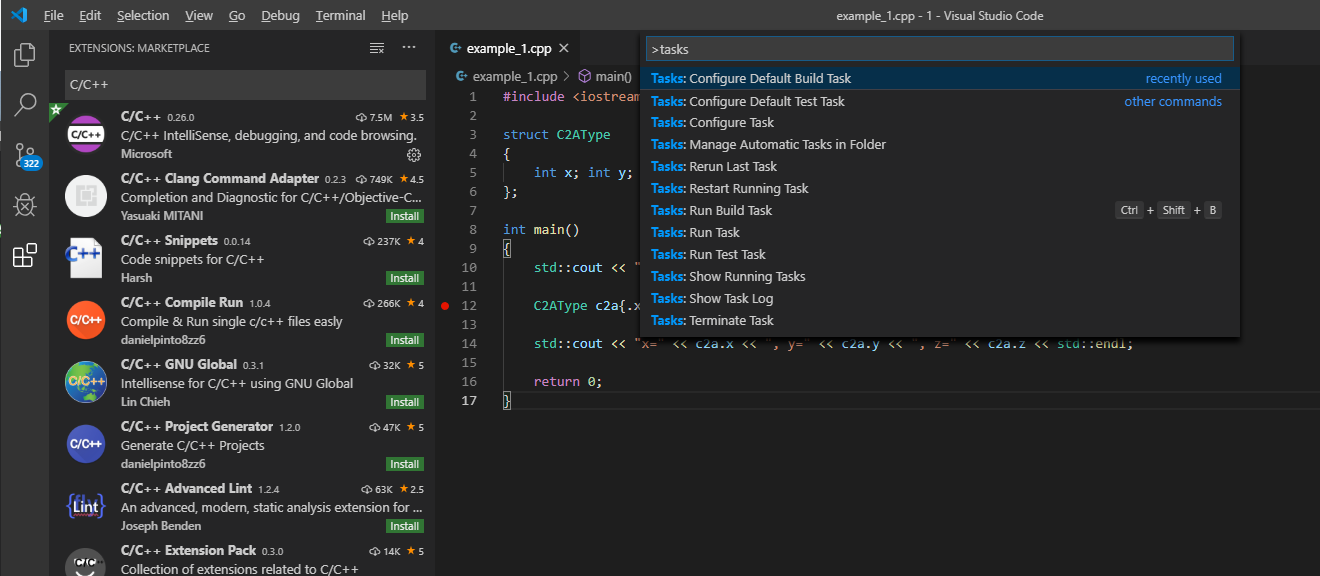 File Edit Selection View Go Debug Terminal Help
example_1.cpp - 1 - Visual Studio Code
EXTENSIONS: MARKETPLACE
C/C++
322
C/C++ 0.26.0 7.5M 3.5
C/C++ IntelliSense, debugging, and code browsing.
Microsoft
C/C++ Clang Command Adapter 0.2.3 749K 4.5
Completion and Diagnostic for C/C++/Objective-C...
Yasuaki MITANI Install
C/C++ Snippets 0.0.14 237K 4
Code snippets for C/C++
Harsh Install
C/C++ Compile Run 1.0.4 266K 4
Compile & Run single c/c++ files easly
danielpinto8zz6 Install
C/C++ GNU Global 0.3.1 32K 5
Intellisense for C/C++ using GNU Global
Lin Chieh Install
C/C++ Project Generator 1.2.0 47K 5
Generate C/C++ Projects
danielpinto8zz6 Install
C/C++ Advanced Lint 1.2.4 63K 2.5
An advanced, modern, static analysis extension for ...
Joseph Benden Install
C/C++ Extension Pack 0.3.0 14K 5
Collection of extensions related to C/C++
C/C++
C++
C/C++
C/C++
C/C++
{Lint}
C/C++
example_1.cpp
example_1.cpp > main()
1 #include <iostream
2
3 struct C2AType
4 {
5 int x; int y;
6 };
7
8 int main()
9 {
10 std::cout << "
11
12 C2AType c2a{.x
13
14 std::cout << "x=" << c2a.x << ", y=" << c2a.y << ", z=" << c2a.z << std::endl;
15
16 return 0;
17 }
>tasks
Tasks: Configure Default Build Task recently used
Tasks: Configure Default Test Task other commands
Tasks: Configure Task
Tasks: Manage Automatic Tasks in Folder
Tasks: Rerun Last Task
Tasks: Restart Running Task
Tasks: Run Build Task Ctrl + Shift + B
Tasks: Run Task
Tasks: Run Test Task
Tasks: Show Running Tasks
Tasks: Show Task Log
Tasks: Terminate Task